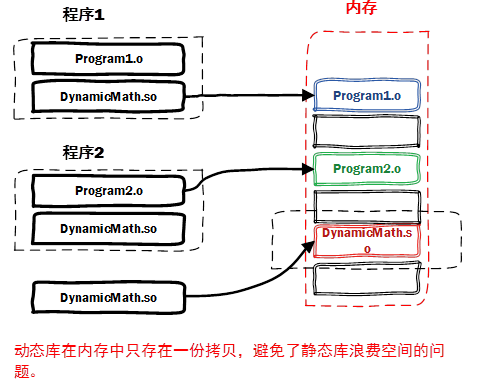 程序1
Program1.o
DynamicMath.so
程序2
Program2.o
DynamicMath.so
DynamicMath.so
内存
Program1.o
Program2.o
DynamicMath.s
o
动态库在内存中只存在一份拷贝，避免了静态库浪费空间的问
题。